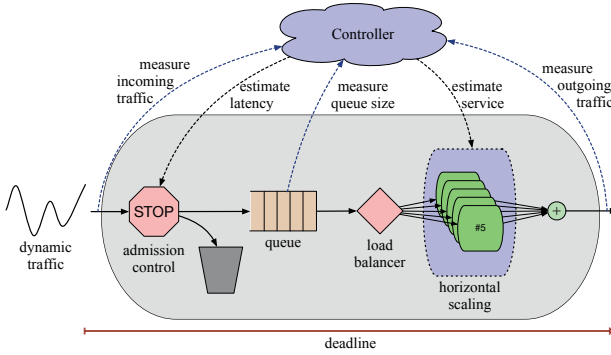 Controller
measure
incoming
traffic
estimate
latency
measure
queue size
estimate
service
measure
outgoing
traffic
STOP
#5
+
dynamic
traffic
admission
control
queue
load
balancer
horizontal
scaling
deadline